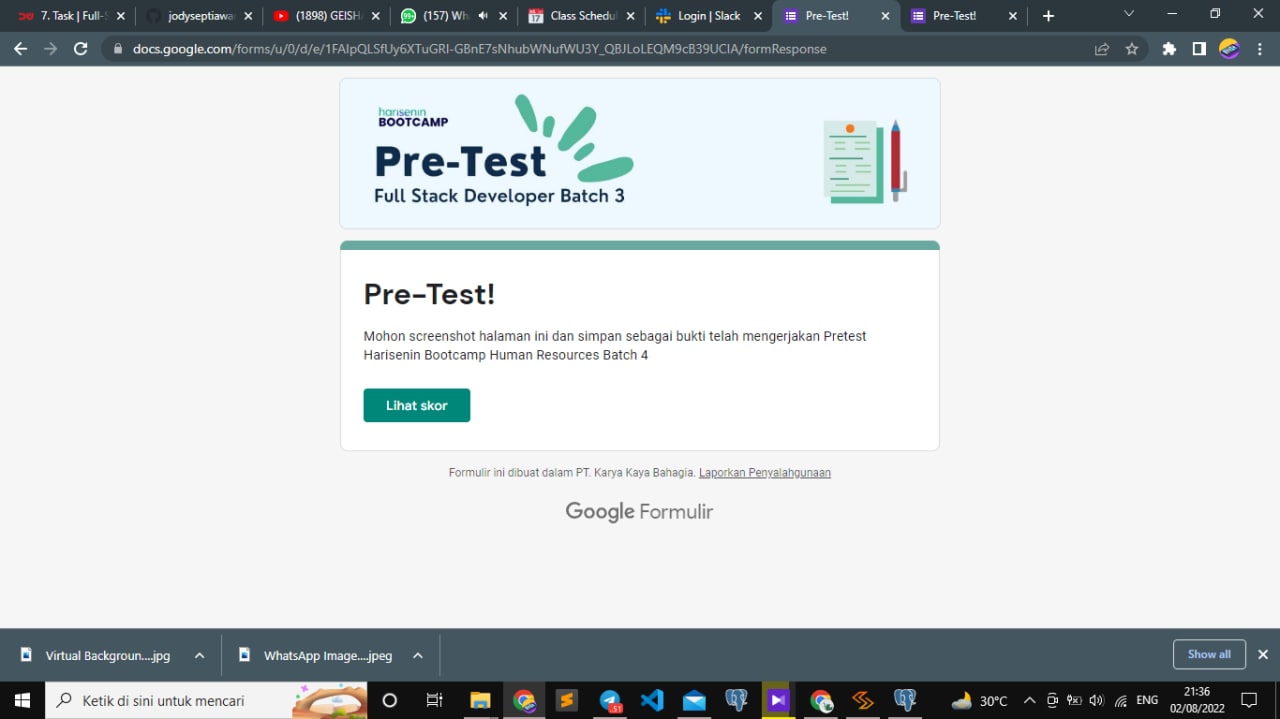 7. Task | Full-S
jodyseptiawan
(1898) GEISHA
(157) Wha
Class Schedul
Login | Slack
Pre-Test!
Pre-Test!
docs.google.com/forms/u/0/d/e/1FAIpQLSfUy6XTuGRI-GBnE7sNhubWNufWU3Y_QBJLoLEQM9cB39UCIA/formResponse
harisenin
BOOTCAMP
Pre-Test
Full Stack Developer Batch 3
Pre-Test!
Mohon screenshot halaman ini dan simpan sebagai bukti telah mengerjakan Pretest
Harisenin Bootcamp Human Resources Batch 4
Lihat skor
Formulir ini dibuat dalam PT. Karya Kaya Bahagia. Laporkan Penyalahgunaan
Google Formulir
Virtual Backgroun....jpg
WhatsApp Image....jpeg
Show all
Ketik di sini untuk mencari
30°C
ENG
21:36
02/08/2022